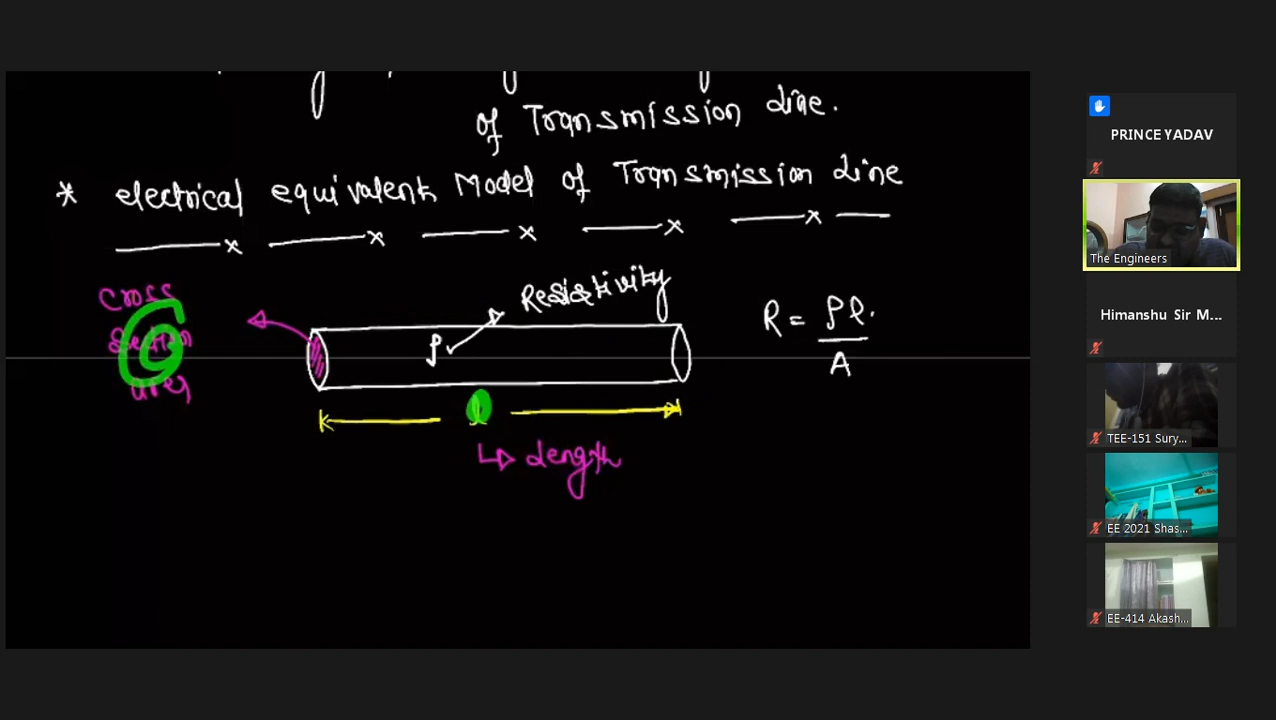 of Transmission Line.
* electrical equivalent Model of Transmission Line
x x x x
cross
section
area
Resistivity
ρ
R = ρl
A
l
Length
PRINCE YADAV
The Engineers
Himanshu Sir M...
TEE-151 Sury...
EE 2021 Shas...
EE-414 Akash...